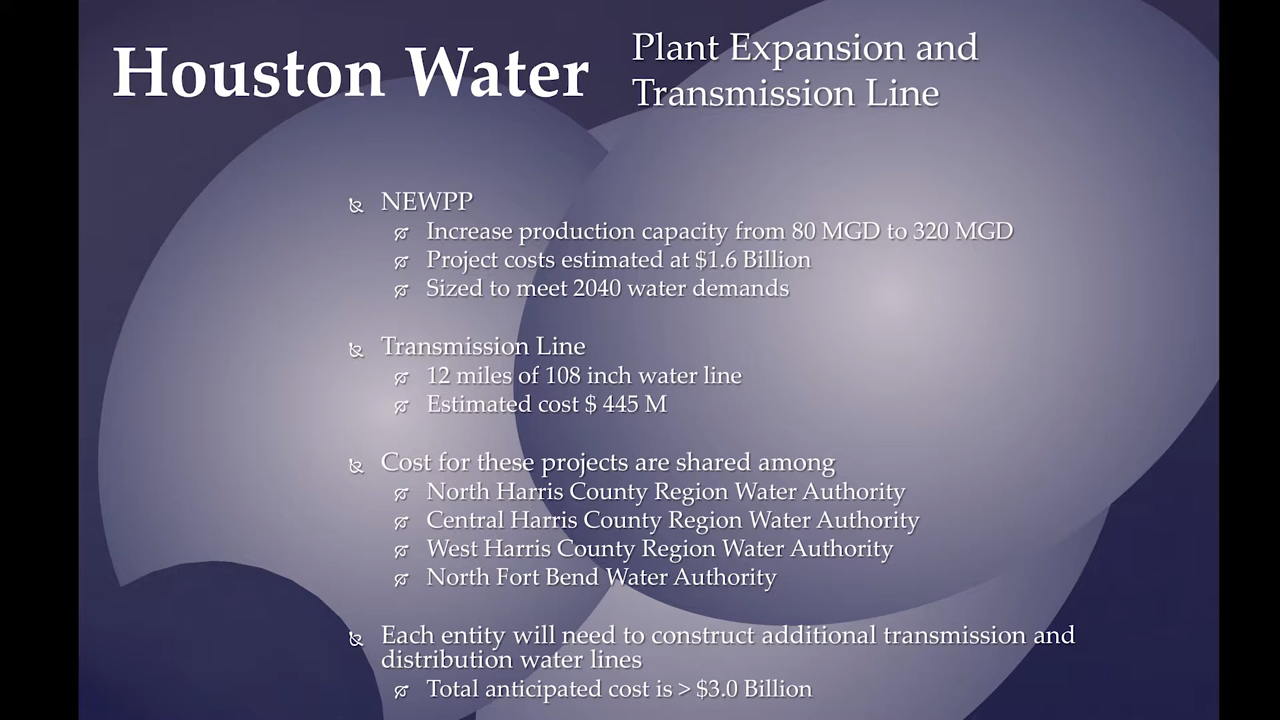 Houston Water
Plant Expansion and
Transmission Line
NEWPP
Increase production capacity from 80 MGD to 320 MGD
Project costs estimated at $1.6 Billion
Sized to meet 2040 water demands
Transmission Line
12 miles of 108 inch water line
Estimated cost $ 445 M
Cost for these projects are shared among
North Harris County Region Water Authority
Central Harris County Region Water Authority
West Harris County Region Water Authority
North Fort Bend Water Authority
Each entity will need to construct additional transmission and
distribution water lines
Total anticipated cost is > $3.0 Billion